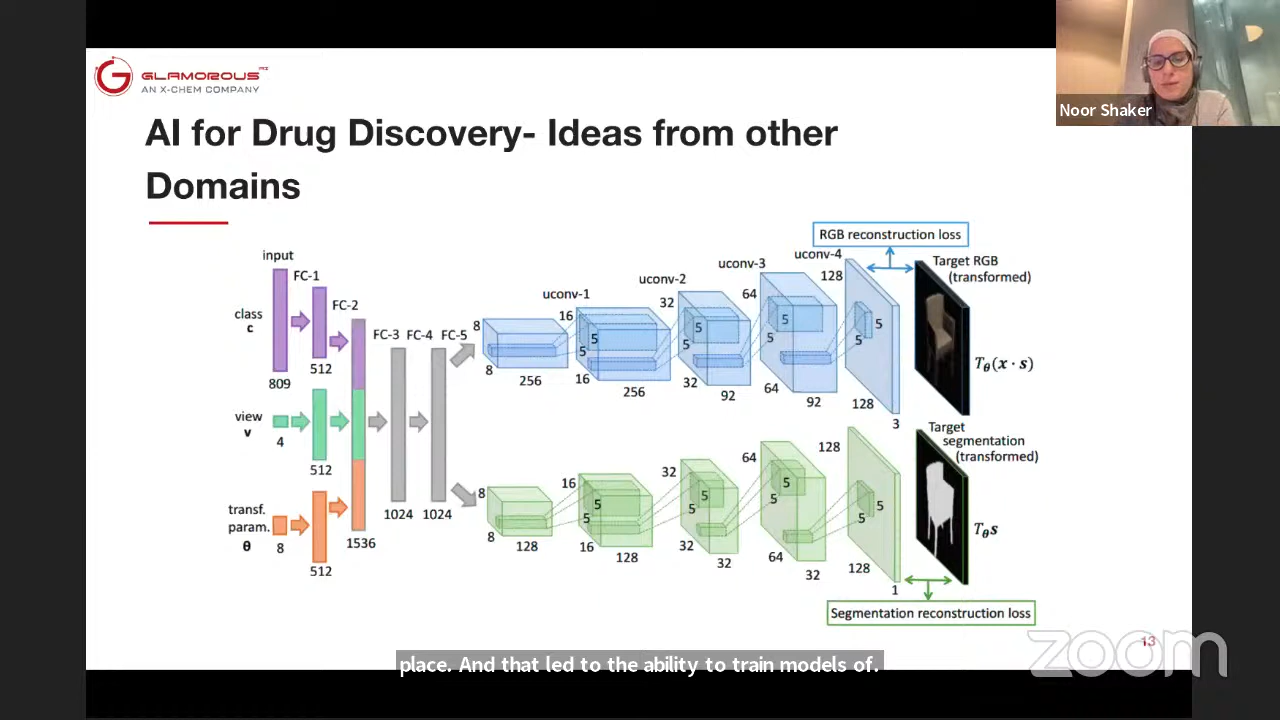 GLAMOROUS AI
AN X-CHEM COMPANY
Noor Shaker
AI for Drug Discovery- Ideas from other
Domains
RGB reconstruction loss
input
FC-1
FC-2
FC-3 FC-4 FC-5
uconv-1
uconv-2
uconv-3
uconv-4
Target RGB
(transformed)
class
c
809
512
view
v
4
512
transf.
param.
θ
8
512
1536
1024 1024
8
8
256
16
5
5
16
256
32
5
5
32
92
64
5
5
64
92
128
5
5
128
3
Tθ(x · s)
8
8
128
16
5
5
16
128
32
5
5
32
32
64
5
5
64
32
128
5
5
128
1
Target
segmentation
(transformed)
Tθs
Segmentation reconstruction loss
13
zoom
place. And that led to the ability to train models of.